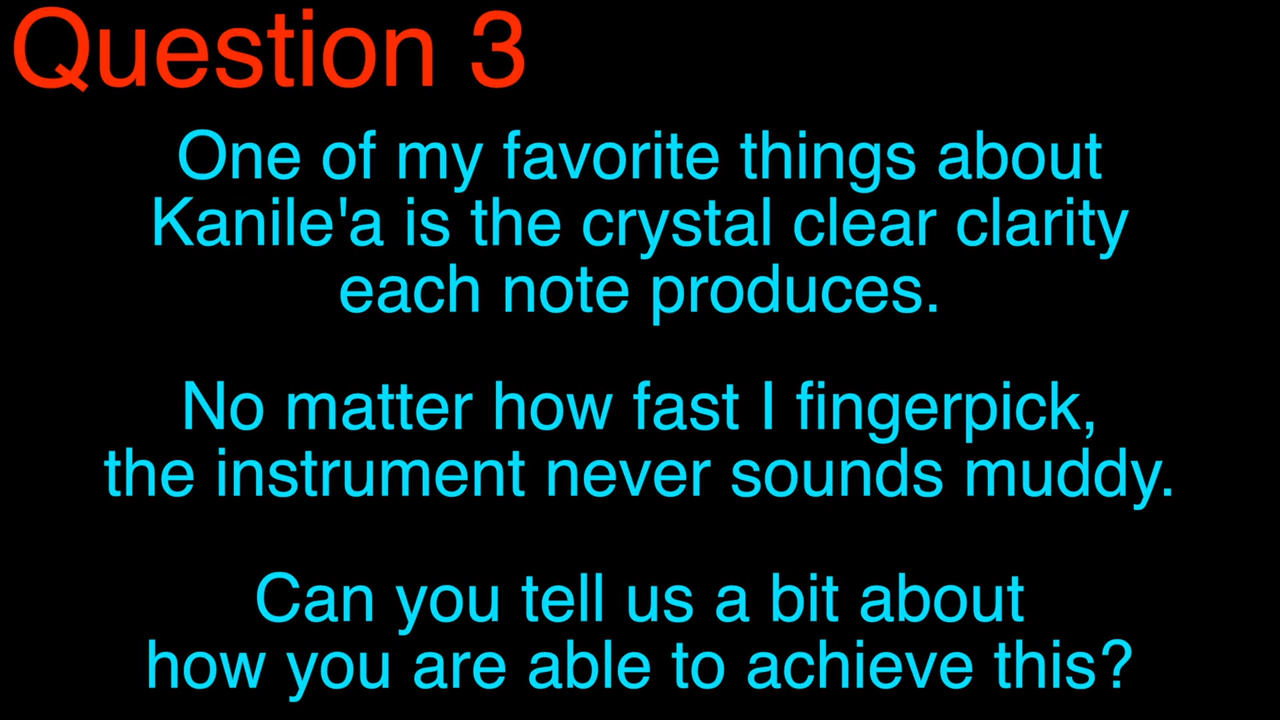 Question 3
One of my favorite things about
Kanile'a is the crystal clear clarity
each note produces.
No matter how fast I fingerpick,
the instrument never sounds muddy.
Can you tell us a bit about
how you are able to achieve this?